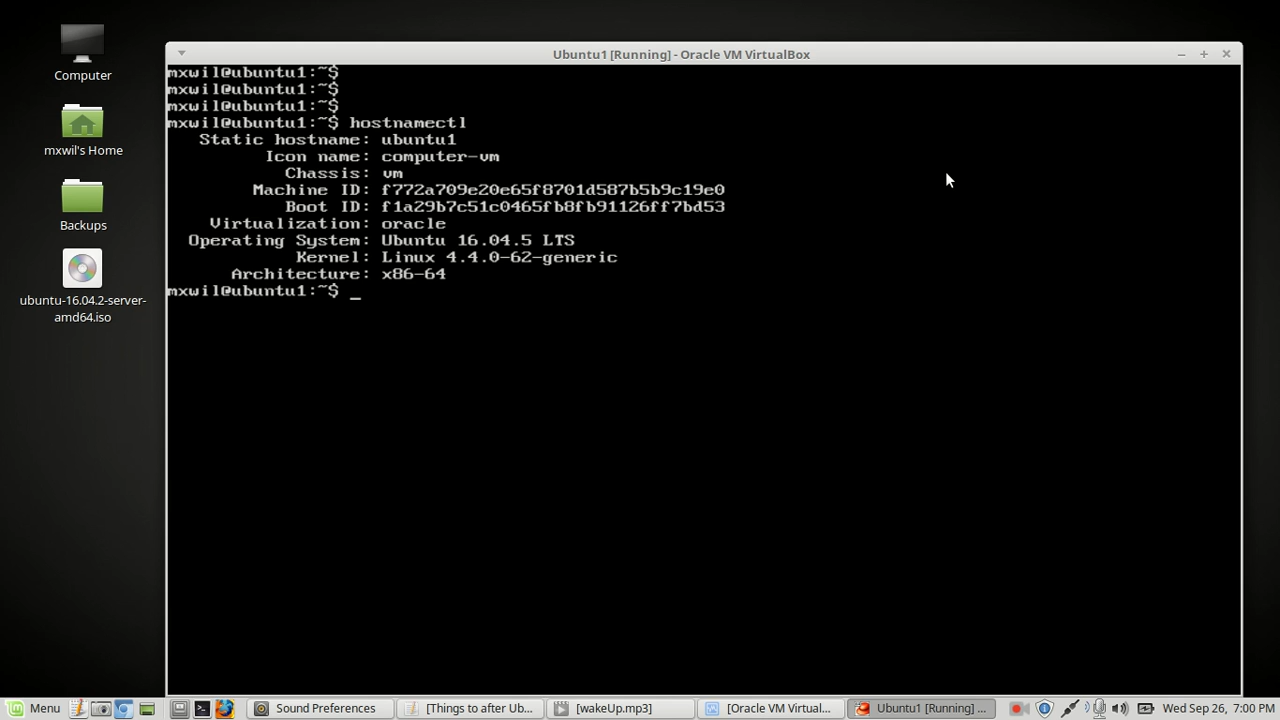 Computer
mxwil's Home
Backups
ubuntu-16.04.2-server-
amd64.iso
Ubuntu1 [Running] - Oracle VM VirtualBox
mxwil@ubuntu1:~$
mxwil@ubuntu1:~$
mxwil@ubuntu1:~$
mxwil@ubuntu1:~$ hostnamectl
Static hostname: ubuntu1
Icon name: computer-vm
Chassis: vm
Machine ID: f772a709e20e65f8701d587b5b9c19e0
Boot ID: f1a29b7c51c0465fb8fb91126ff7bd53
Virtualization: oracle
Operating System: Ubuntu 16.04.5 LTS
Kernel: Linux 4.4.0-62-generic
Architecture: x86-64
mxwil@ubuntu1:~$ _
Menu
Sound Preferences
[Things to after Ub...
[wakeUp.mp3]
[Oracle VM Virtual...
Ubuntu1 [Running] ...
Wed Sep 26, 7:00 PM